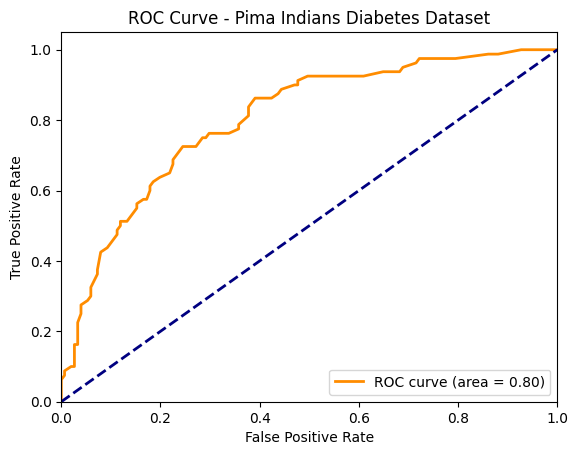 ROC Curve - Pima Indians Diabetes Dataset
1.0
0.8
0.6
0.4
0.2
0.0
True Positive Rate
ROC curve (area = 0.80)
0.0 0.2 0.4 0.6 0.8 1.0
False Positive Rate